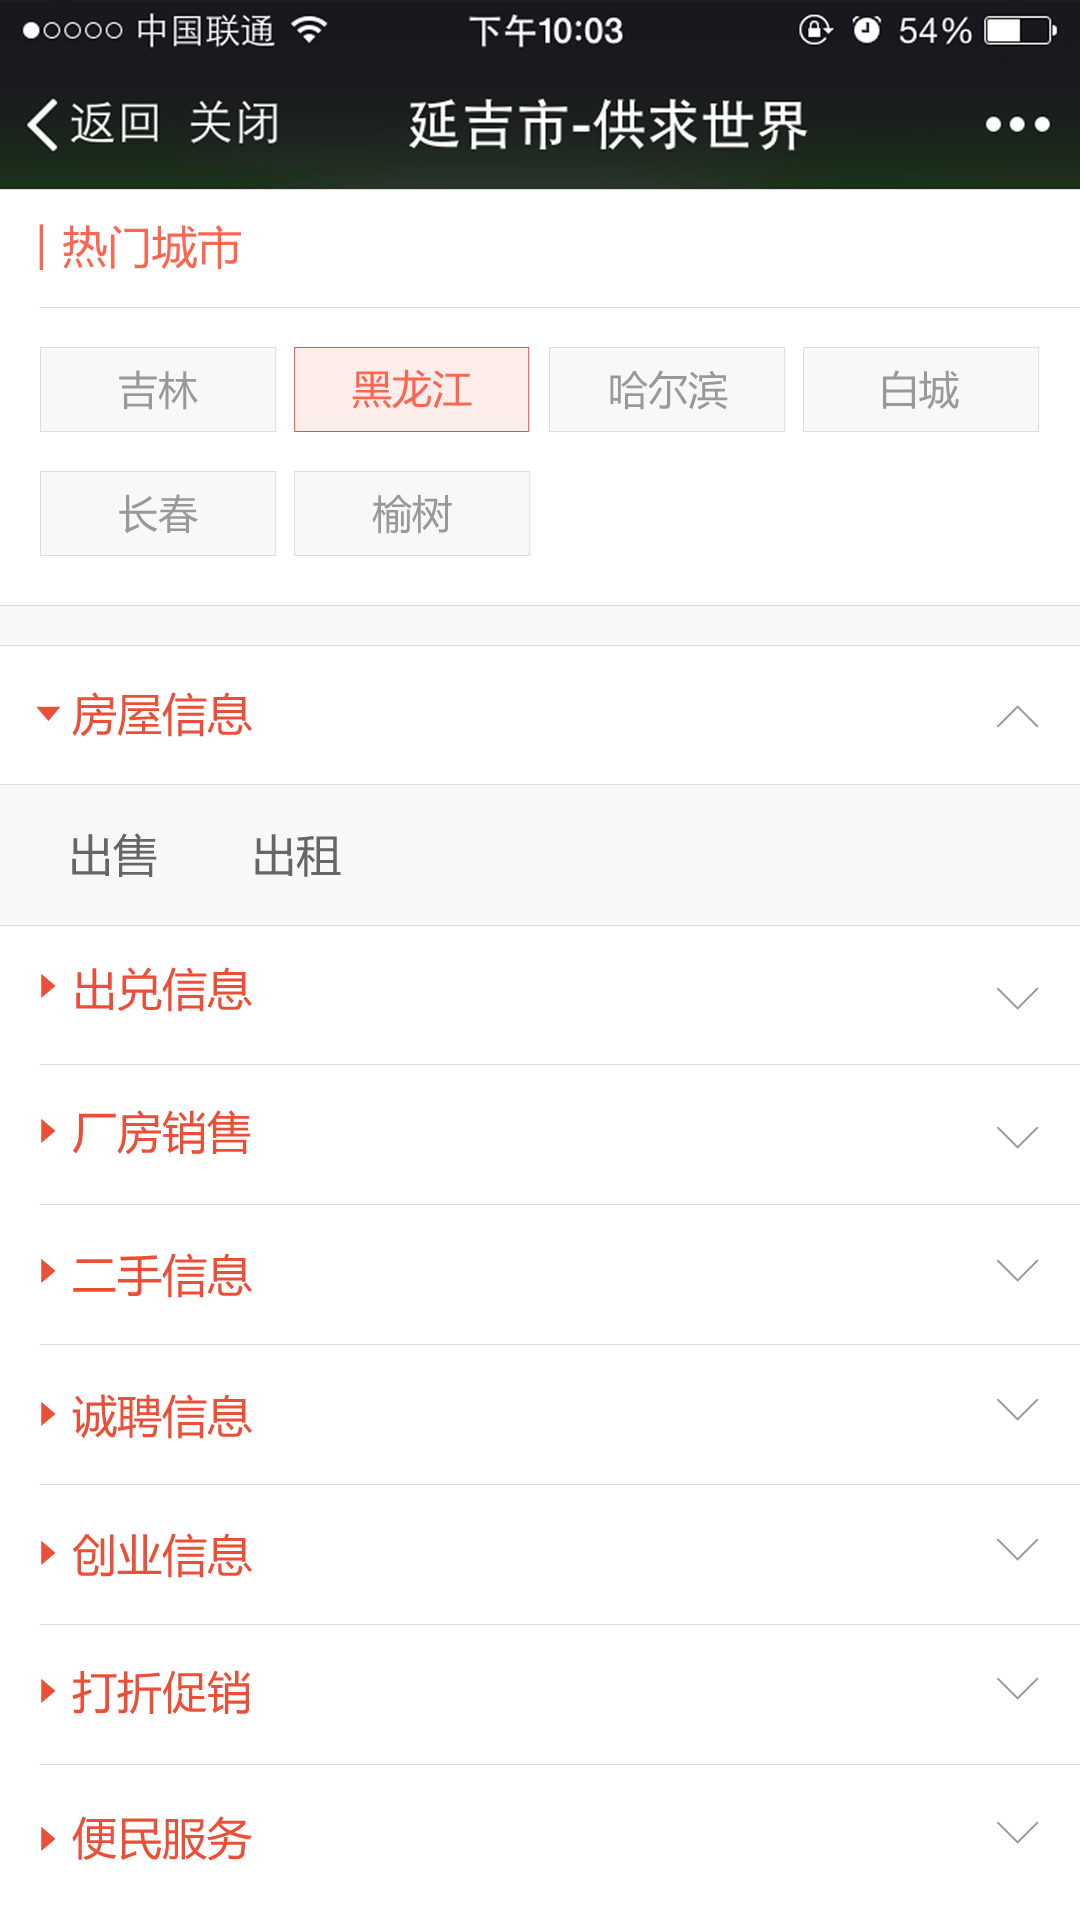 中国联通 下午10:03 54%
返回 关闭 延吉市-供求世界
热门城市
吉林 黑龙江 哈尔滨 白城
长春 榆树
房屋信息
出售 出租
出兑信息
厂房销售
二手信息
诚聘信息
创业信息
打折促销
便民服务